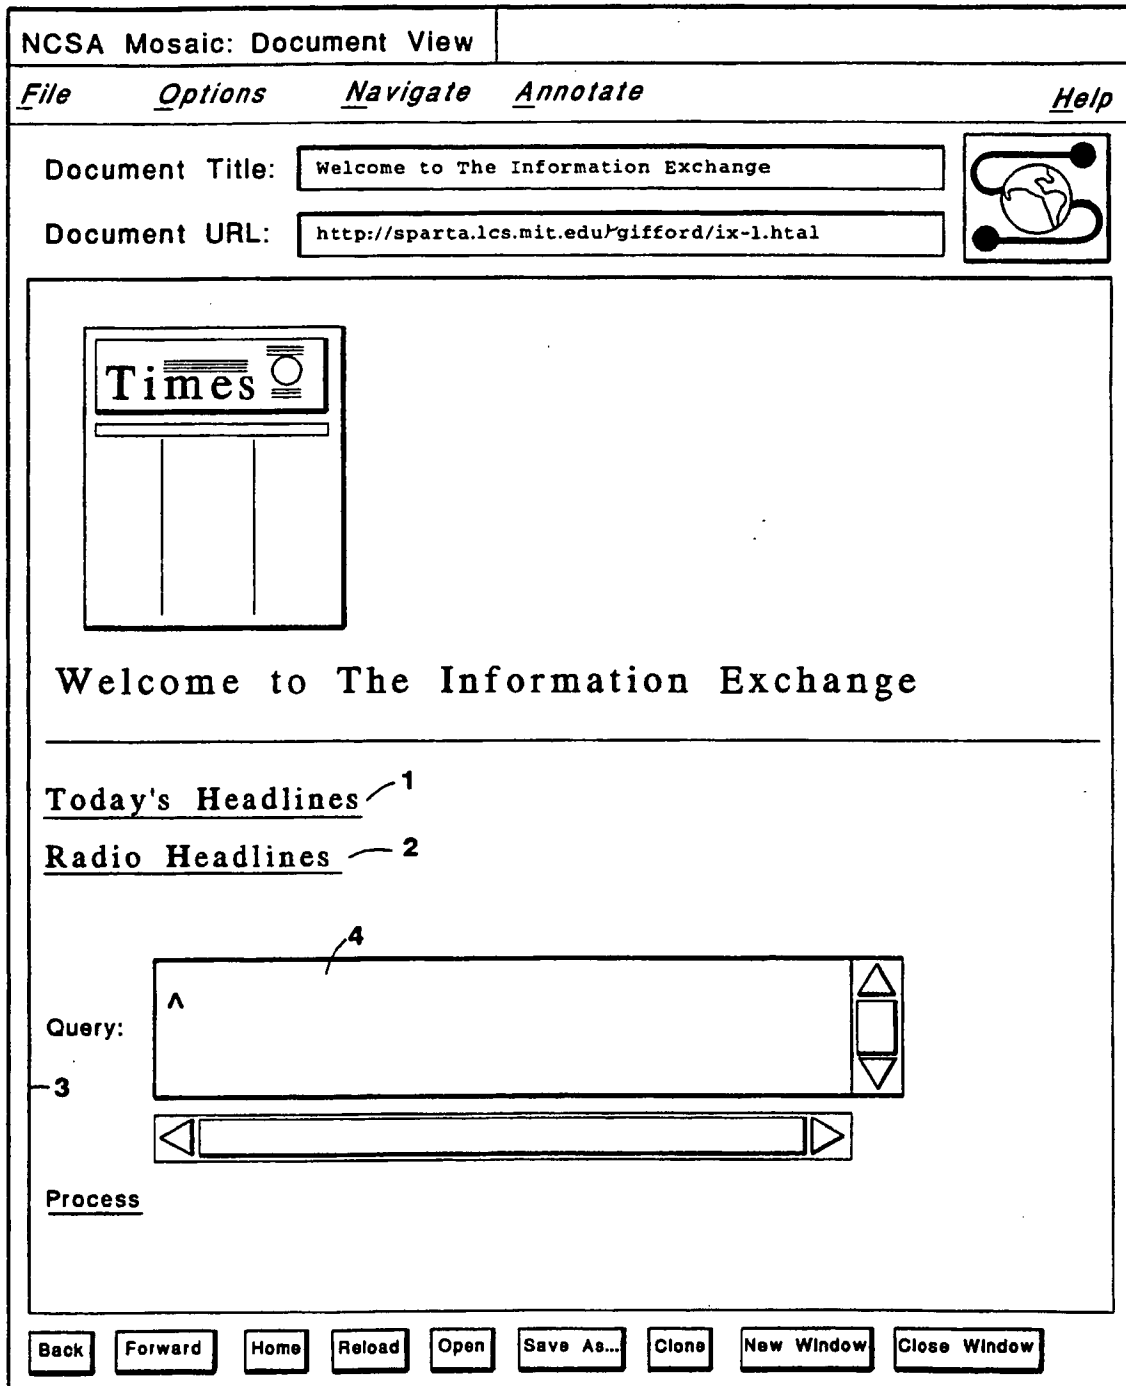 NCSA Mosaic: Document View
File Options Navigate Annotate Help
Document Title: Welcome to The Information Exchange
Document URL: http://sparta.lcs.mit.edu/~gifford/ix-1.htal
Times
Welcome to The Information Exchange
Today's Headlines 1
Radio Headlines 2
4
^
Query:
3
Process
Back Forward Home Reload Open Save As... Clone New Window Close Window